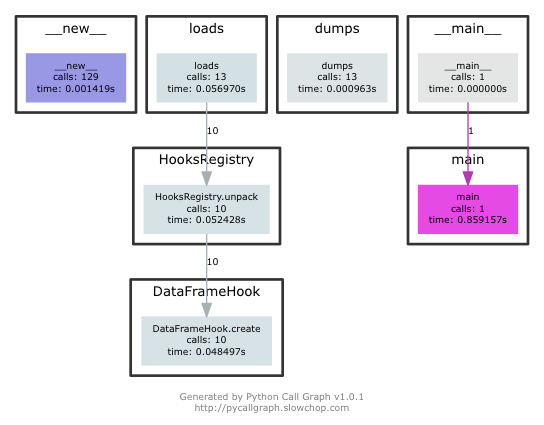 __new__
__new__
calls: 129
time: 0.001419s
loads
loads
calls: 13
time: 0.056970s
dumps
dumps
calls: 13
time: 0.000963s
__main__
__main__
calls: 1
time: 0.000000s
10
1
HooksRegistry
HooksRegistry.unpack
calls: 10
time: 0.052428s
main
main
calls: 1
time: 0.859157s
10
DataFrameHook
DataFrameHook.create
calls: 10
time: 0.048497s
Generated by Python Call Graph v1.0.1
http://pycallgraph.slowchop.com